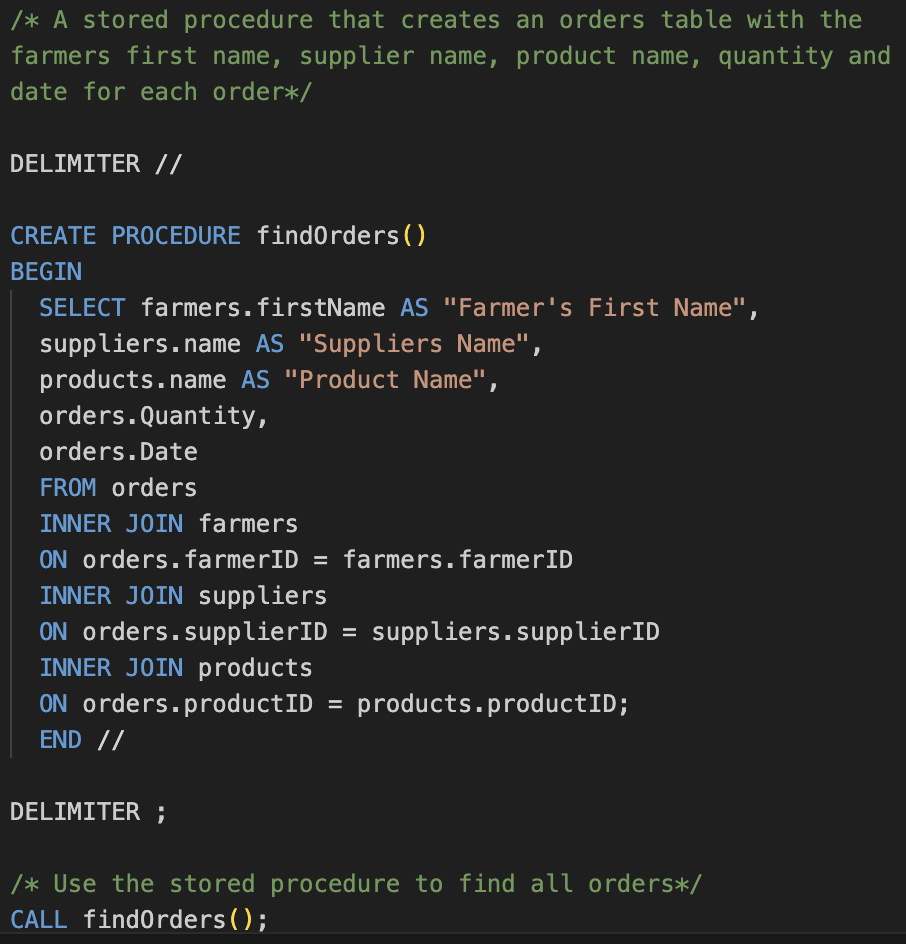 /* A stored procedure that creates an orders table with the
farmers first name, supplier name, product name, quantity and
date for each order*/
DELIMITER //
CREATE PROCEDURE findOrders()
BEGIN
SELECT farmers.firstName AS "Farmer's First Name",
suppliers.name AS "Suppliers Name",
products.name AS "Product Name",
orders.Quantity,
orders.Date
FROM orders
INNER JOIN farmers
ON orders.farmerID = farmers.farmerID
INNER JOIN suppliers
ON orders.supplierID = suppliers.supplierID
INNER JOIN products
ON orders.productID = products.productID;
END //
DELIMITER ;
/* Use the stored procedure to find all orders*/
CALL findOrders();